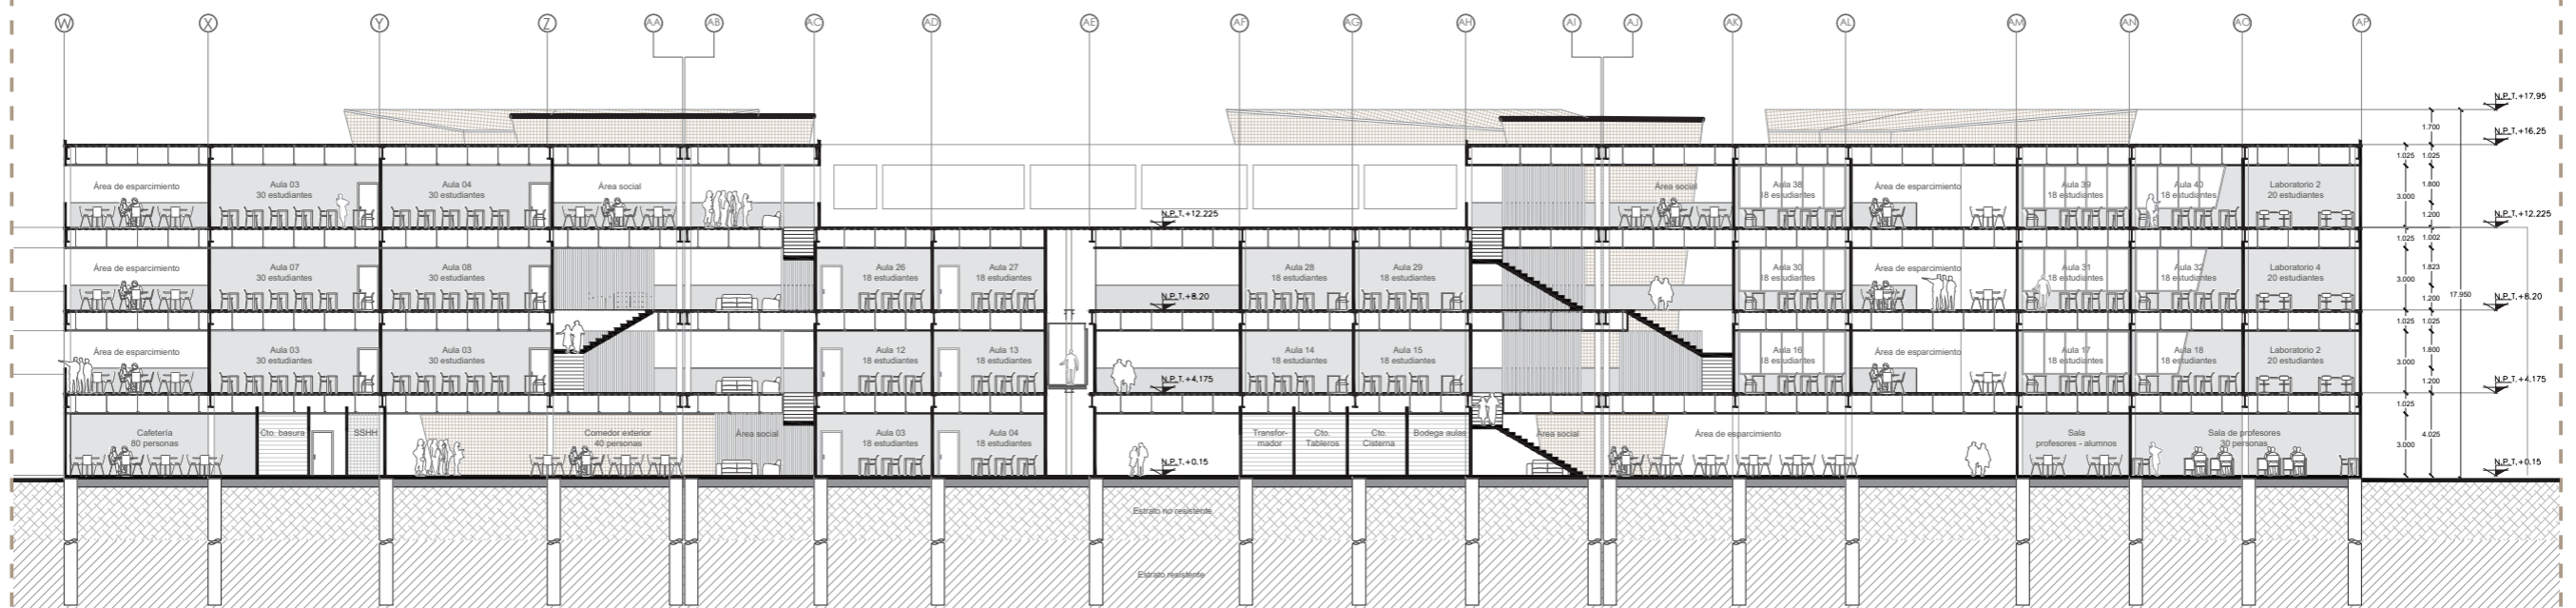 W X Y Z AA AB AC AD AE AF AG AH AI AJ AK AL AM AN AO AP
N.P.T.+17.95
1.700
N.P.T.+16.25
1.025 1.025
Área de esparcimiento
Aula 03
30 estudiantes
Aula 04
30 estudiantes
Área social
Área social
Aula 38
18 estudiantes
Área de esparcimiento
Aula 39
18 estudiantes
Aula 40
18 estudiantes
Laboratorio 2
20 estudiantes
3.000
1.800
1.200
N.P.T.+12.225
N.P.T.+12.225
1.025 1.002
Área de esparcimiento
Aula 07
30 estudiantes
Aula 08
30 estudiantes
Aula 26
18 estudiantes
Aula 27
18 estudiantes
N.P.T.+8.20
Aula 28
18 estudiantes
Aula 29
18 estudiantes
Aula 30
18 estudiantes
Área de esparcimiento
Aula 31
18 estudiantes
Aula 32
18 estudiantes
Laboratorio 4
20 estudiantes
3.000
1.823
1.200
17.950
N.P.T.+8.20
1.025 1.025
Área de esparcimiento
Aula 03
30 estudiantes
Aula 03
30 estudiantes
Aula 12
18 estudiantes
Aula 13
18 estudiantes
N.P.T.+4,175
Aula 14
18 estudiantes
Aula 15
18 estudiantes
Aula 16
18 estudiantes
Área de esparcimiento
Aula 17
18 estudiantes
Aula 18
18 estudiantes
Laboratorio 2
20 estudiantes
3.000
1.800
1.200
N.P.T.+4,175
1.025
Cafetería
80 personas
Cto. basura
SSHH
Comedor exterior
40 personas
Área social
Aula 03
18 estudiantes
Aula 04
18 estudiantes
N.P.T.+0,15
Transfor-
mador
Cto.
Tableros
Cto.
Cisterna
Bodega aulas
Área social
Área de esparcimiento
Sala
profesores - alumnos
Sala de profesores
30 personas
3.000
4.025
N.P.T.+0,15
Estrato no resistente
Estrato resistente